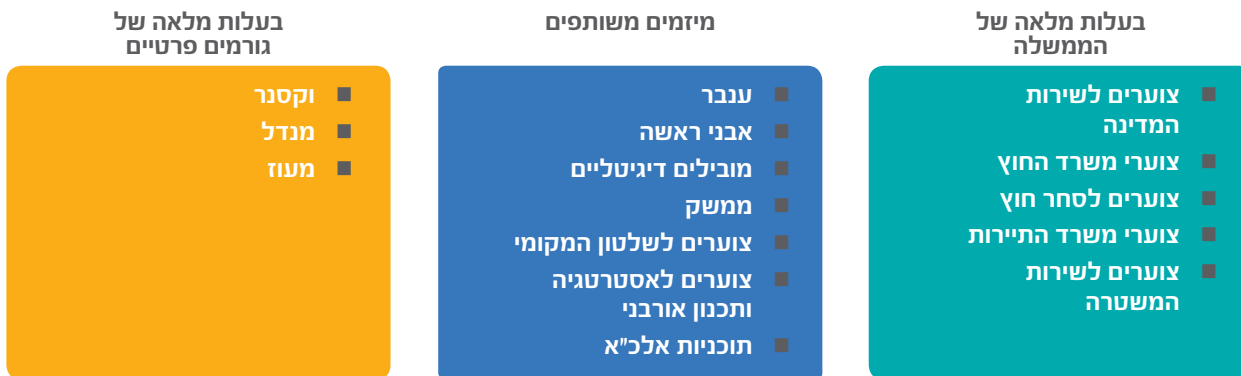 בעלות מלאה של
הממשלה
צוערים לשירות
המדינה
צוערי משרד החוץ
צוערים לסחר חוץ
צוערי משרד התיירות
צוערים לשירות
המשטרה
מיזמים משותפים
ענבר
אבני ראשה
מובילים דיגיטליים
ממשק
צוערים לשלטון המקומי
צוערים לאסטרטגיה
ותכנון אורבני
תוכניות אלכ"א
בעלות מלאה של
גורמים פרטיים
וקסנר
מנדל
מעוז